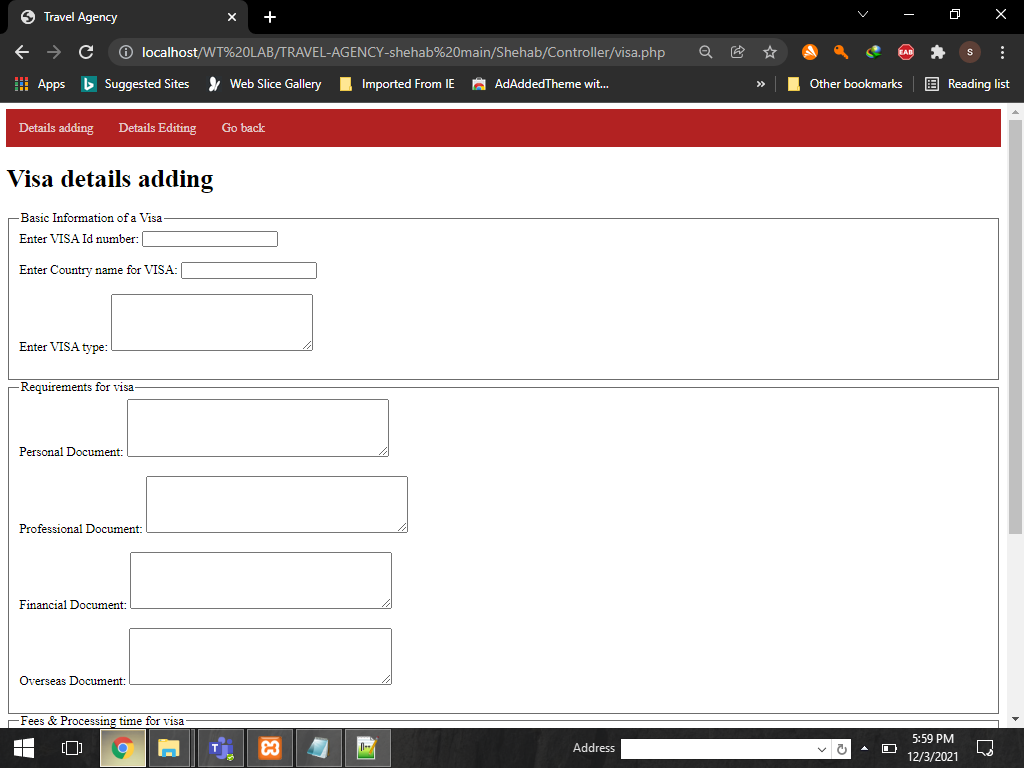 Travel Agency
localhost/WT%20LAB/TRAVEL-AGENCY-shehab%20main/Shehab/Controller/visa.php
EAB
S
Apps
Suggested Sites
Web Slice Gallery
Imported From IE
AdAddedTheme wit...
»
Other bookmarks
Reading list
Details adding
Details Editing
Go back
Visa details adding
Basic Information of a Visa
Enter VISA Id number:
Enter Country name for VISA:
Enter VISA type:
Requirements for visa
Personal Document:
Professional Document:
Financial Document:
Overseas Document:
Fees & Processing time for visa
Address
5:59 PM
12/3/2021